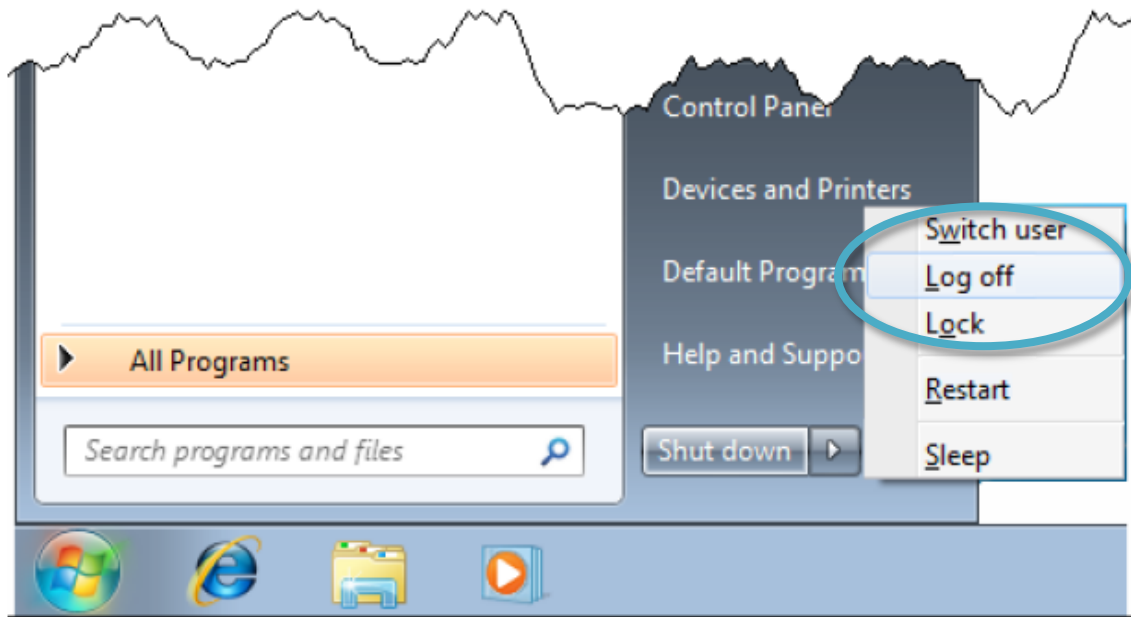 Control Panel
Devices and Printers
Switch user
Default Program
Log off
Lock
All Programs
Help and Suppo
Restart
Search programs and files
Shut down
Sleep